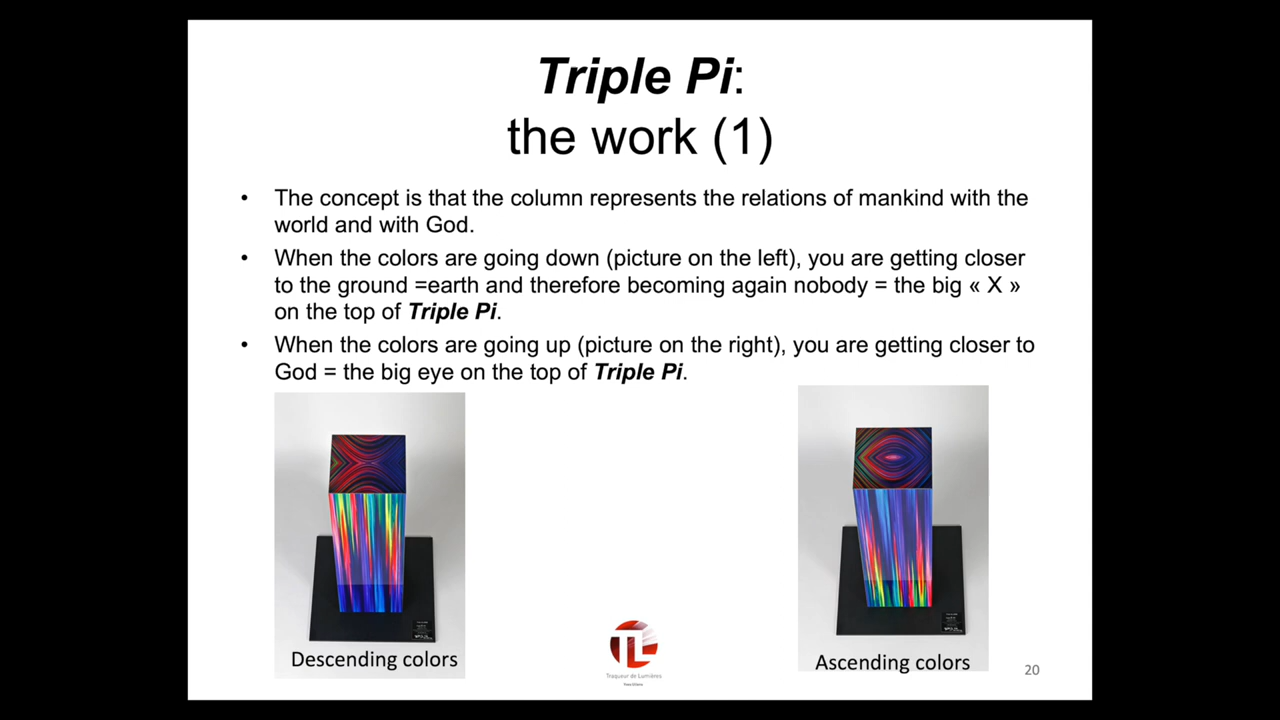 Triple Pi:
the work (1)
• The concept is that the column represents the relations of mankind with the
world and with God.
• When the colors are going down (picture on the left), you are getting closer
to the ground =earth and therefore becoming again nobody = the big « X »
on the top of Triple Pi.
• When the colors are going up (picture on the right), you are getting closer to
God = the big eye on the top of Triple Pi.
Descending colors
Ascending colors
TL
Traqueur de Lumières
20